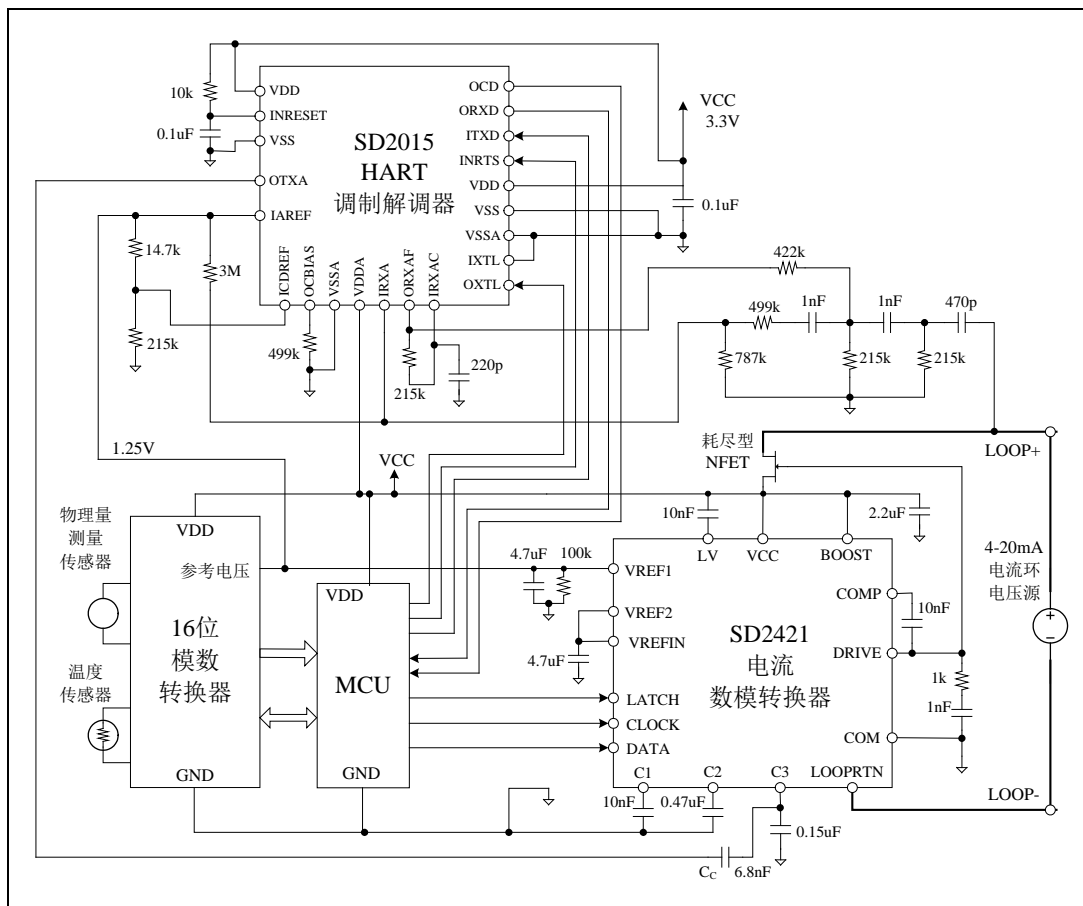 10k
0.1uF
VDD
INRESET
VSS
OTXA
IAREF
SD2015
HART
调制解调器
OCD
ORXD
ITXD
INRTS
VDD
VSS
VSSA
IXTL
OXTL
ICDREF
OCBIAS
VSSA
VDDA
IRXA
ORXAF
IRXAC
VCC
3.3V
0.1uF
14.7k
3M
215k
499k
215k
220p
422k
499k
1nF
1nF
470p
787k
215k
215k
1.25V
VCC
耗尽型
NFET
LOOP+
物理量
测量
传感器
VDD
参考电压
16位
模数
转换器
温度
传感器
GND
VDD
MCU
GND
4.7uF
100k
4.7uF
10nF
2.2uF
LV
VCC
BOOST
VREF1
VREF2
VREFIN
LATCH
CLOCK
DATA
SD2421
电流
数模转换器
COMP
DRIVE
COM
C1
C2
C3
LOOPRTN
10nF
1k
1nF
4-20mA
电流环
电压源
LOOP-
10nF
0.47uF
0.15uF
CC
6.8nF